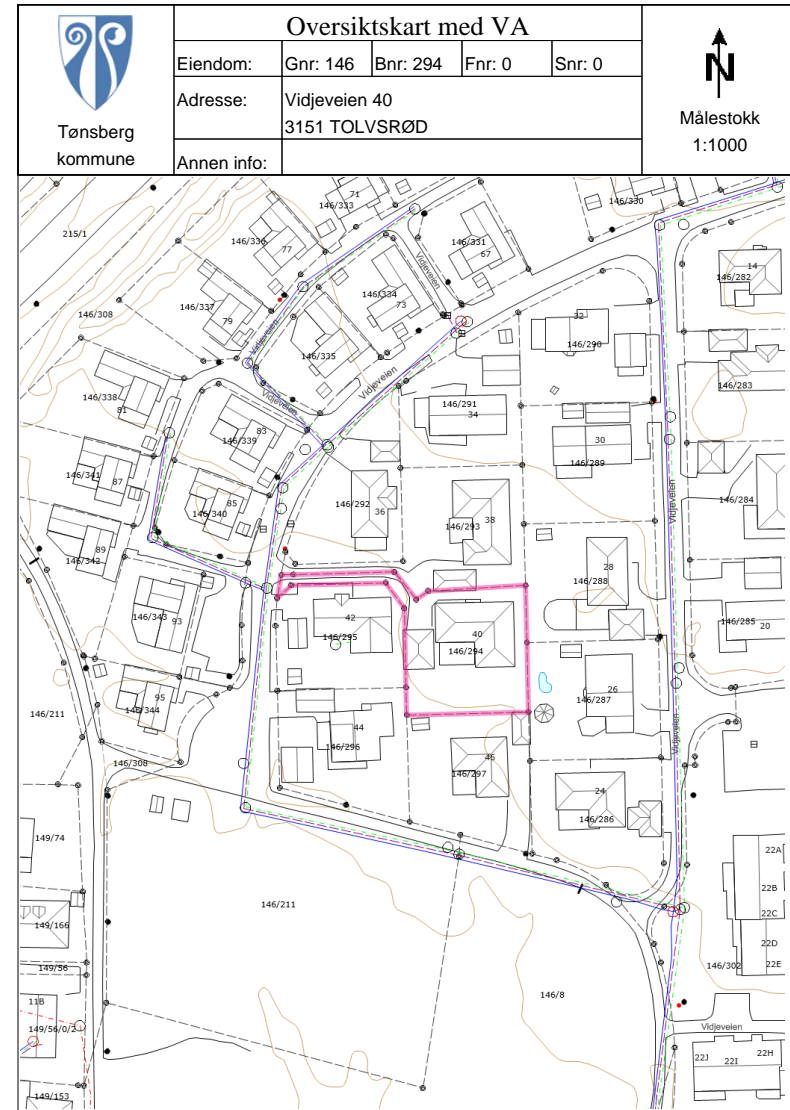 Tønsberg
kommune
Oversiktskart med VA
Eiendom: Gnr: 146 Bnr: 294 Fnr: 0 Snr: 0
Adresse: Vidjeveien 40
3151 TOLVSRØD
Annen info:
N
Målestokk
1:1000
71
146/333
146/330
215/1
146/336
77
146/331
67
14
146/282
Vidjeveien
146/334
73
146/337
79
146/308
Vidjeveien
146/335
32
146/290
146/283
Vidjeveien
146/338
81
Vidjeveien
146/291
34
83
146/339
30
146/289
146/341
87
85
146/340
146/292
36
38
146/293
146/284
Vidjeveien
89
146/342
28
146/288
146/343
93
42
146/295
40
146/294
146/285
20
95
146/344
26
146/287
146/211
44
146/296
46
146/297
Vidjeveien
146/308
24
146/286
149/74
22A
22B
22C
22D
22E
146/211
149/166
149/56
146/302
11B
149/56/0/2
146/8
Vidjeveien
22J
22I
22H
149/153